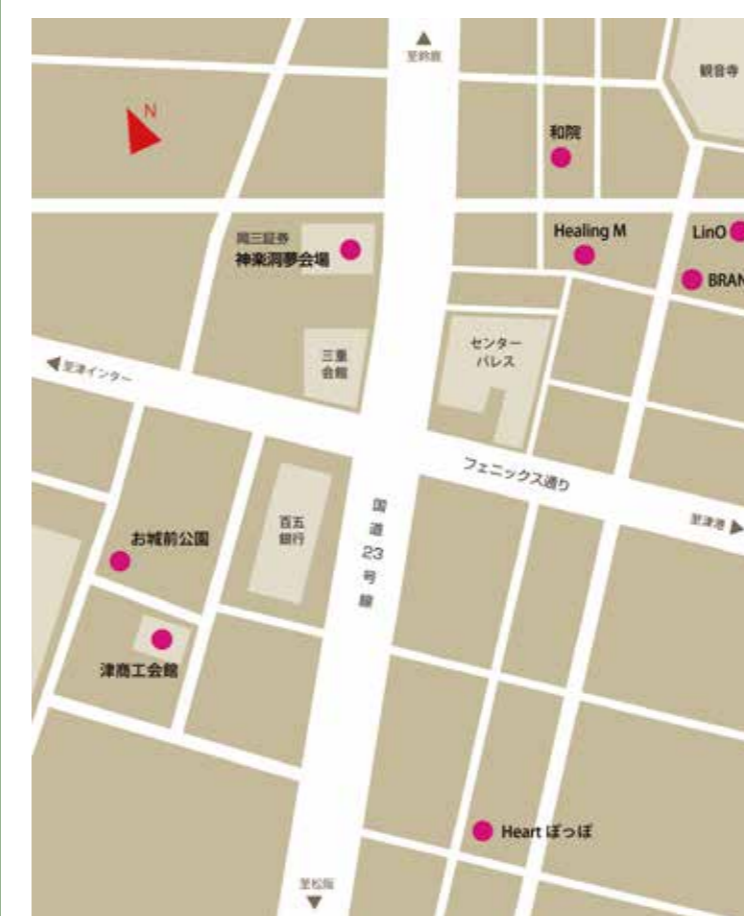 至鈴鹿
観音寺
N
和院
Healing M
LinO
BRAN
岡三証券
神楽洞夢会場
三重
会館
センター
パレス
至津インター
フェニックス通り
至津港
国道23号線
百五
銀行
お城前公園
津商工会館
Heart ぽっぽ
至松阪